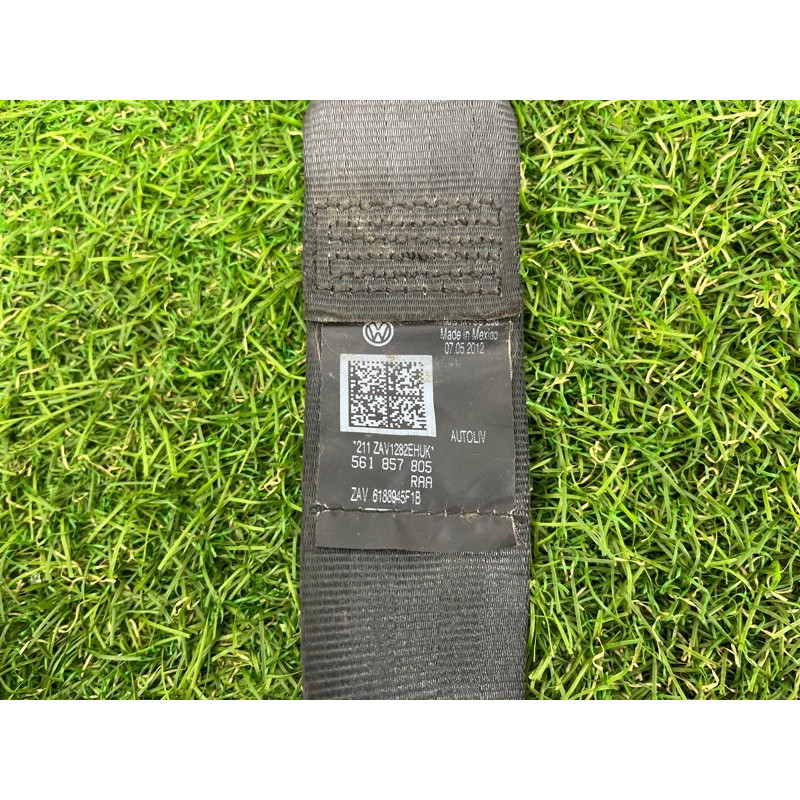 Made in Mexico
07.05.2012
AUTOLIV
*211 ZAV1282EHUK*
561 857 805
RAA
ZAV 6188945F1B